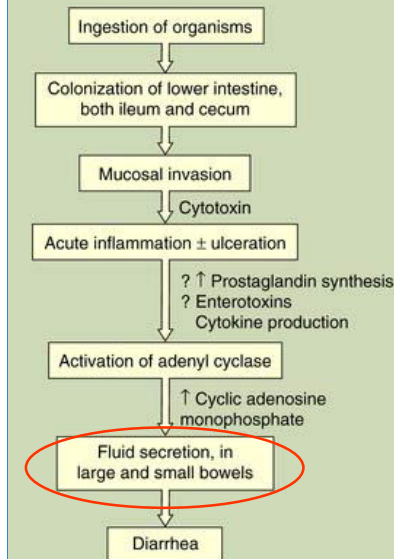 Ingestion of organisms
Colonization of lower intestine,
both ileum and cecum
Mucosal invasion
Cytotoxin
Acute inflammation ± ulceration
? ↑ Prostaglandin synthesis
? Enterotoxins
Cytokine production
Activation of adenyl cyclase
↑ Cyclic adenosine
monophosphate
Fluid secretion, in
large and small bowels
Diarrhea